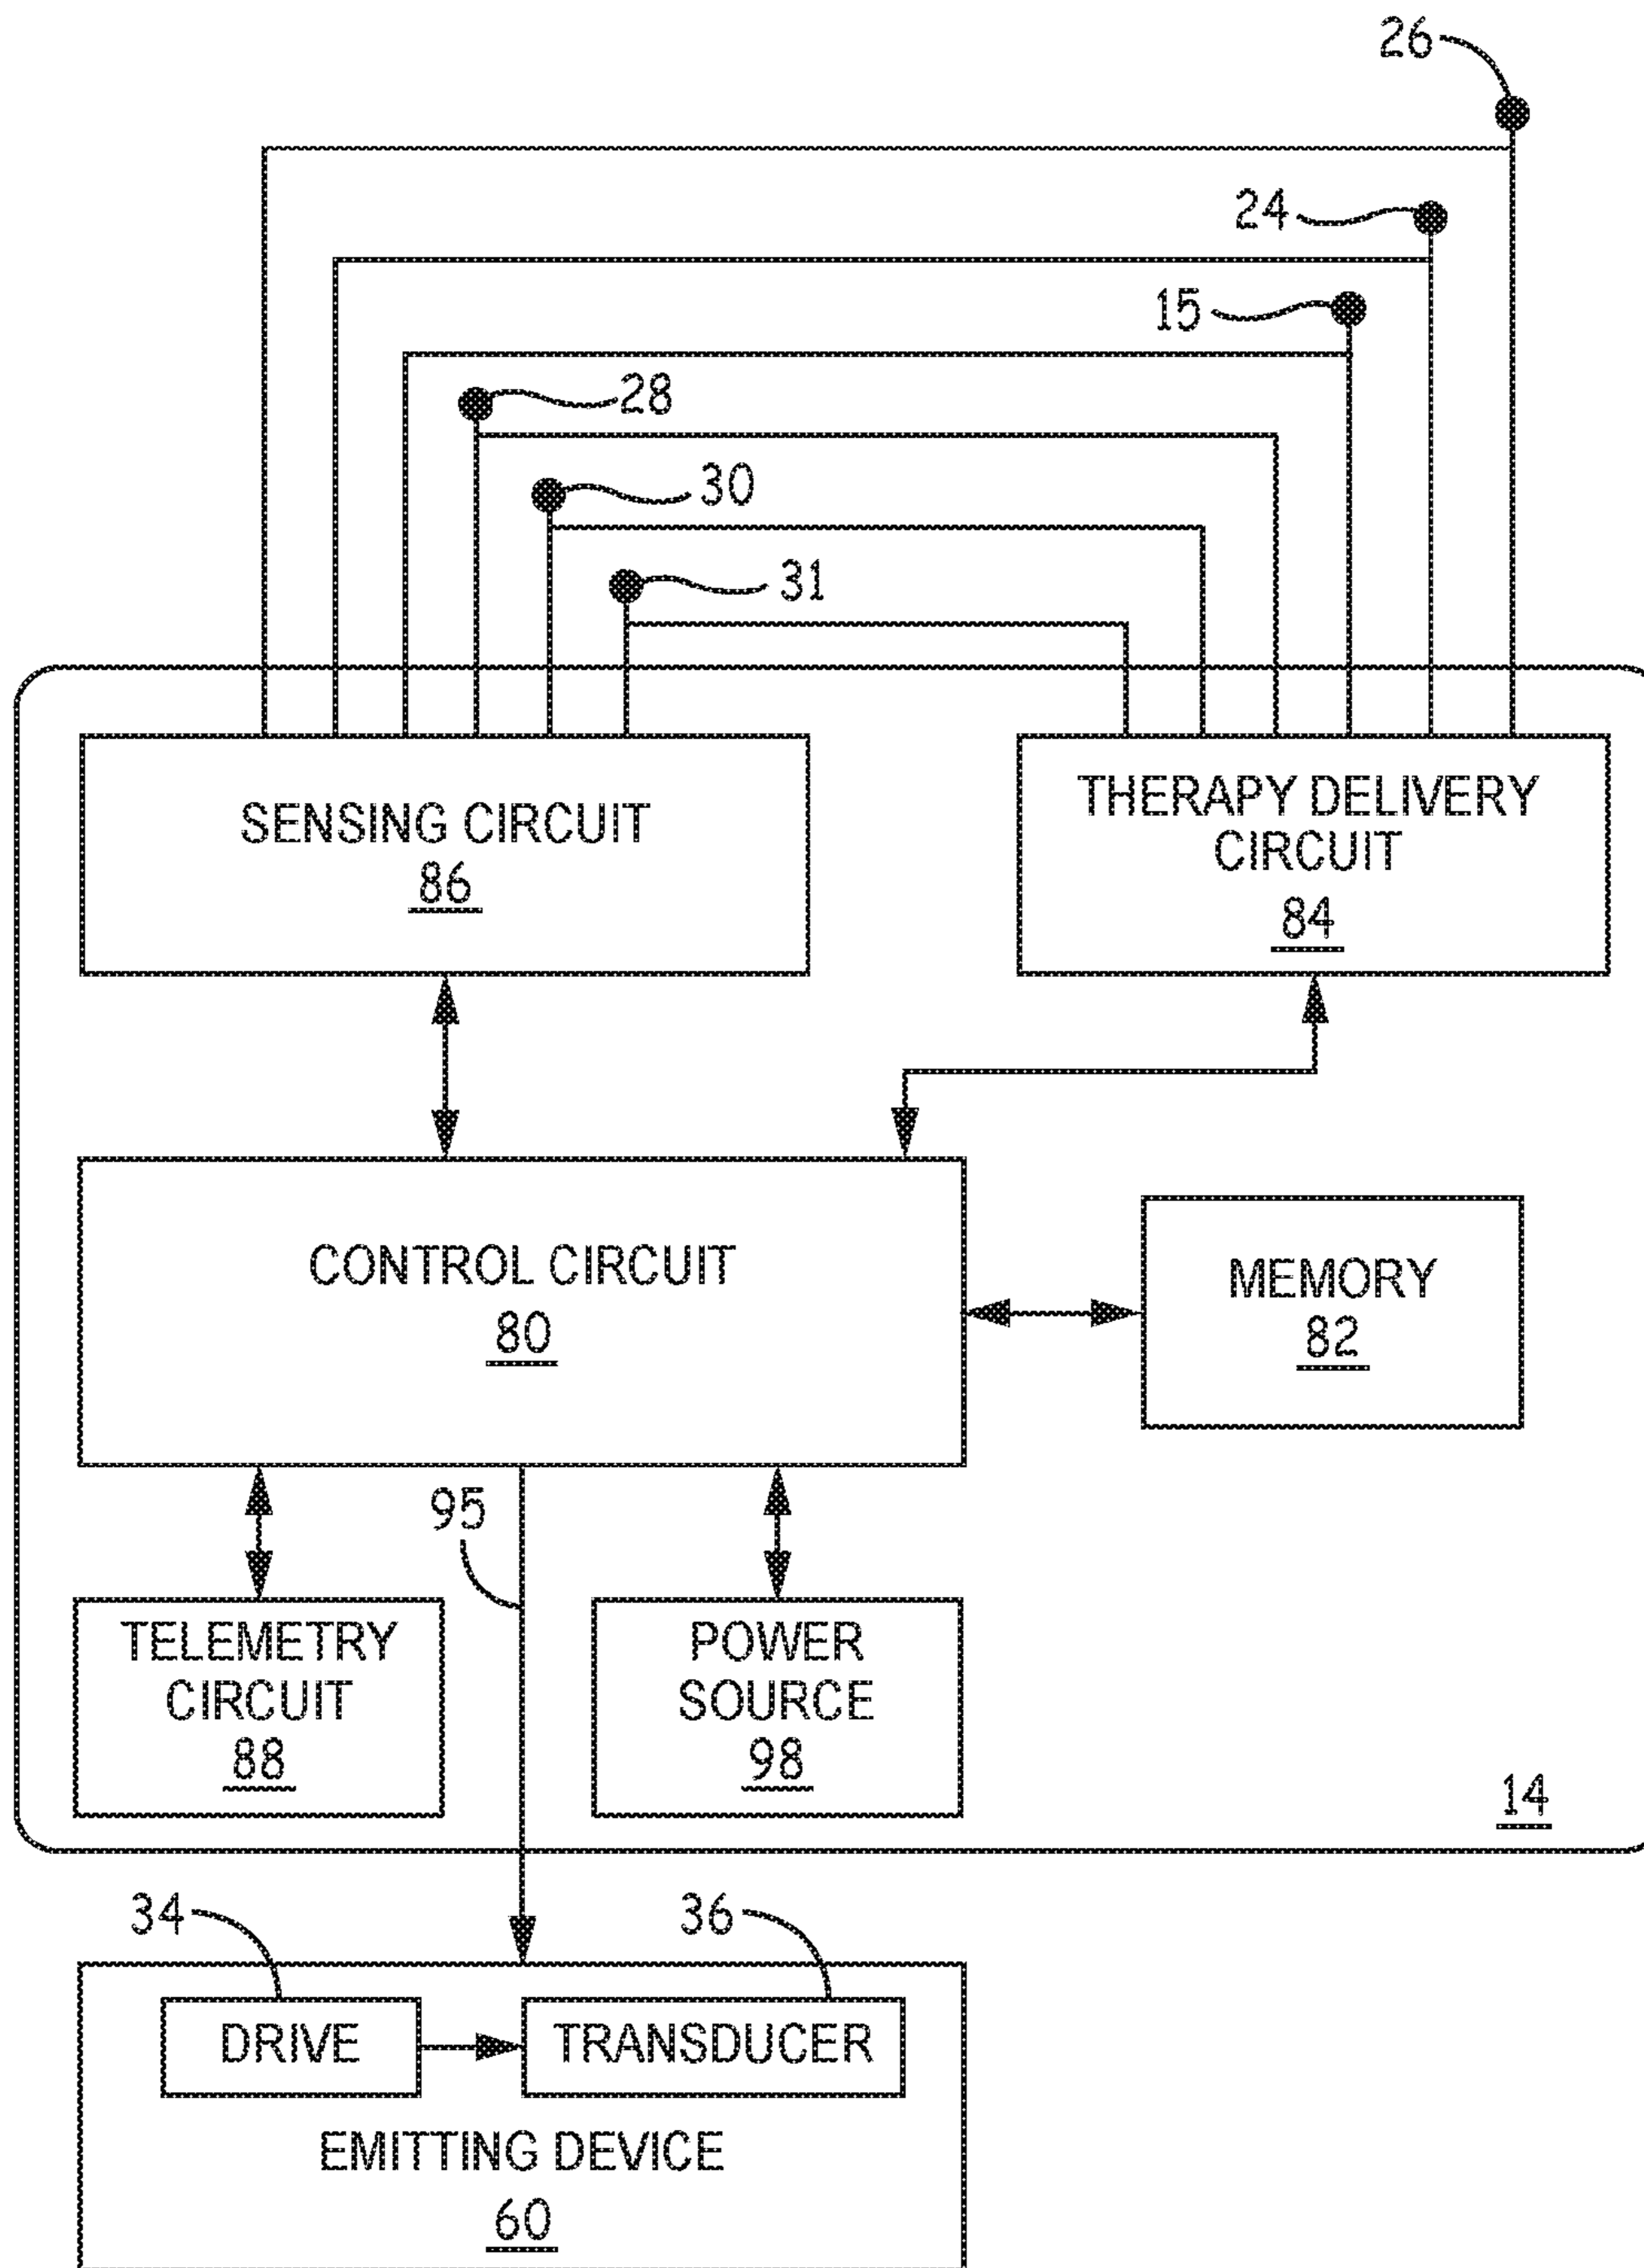 26
24
15
28
30
31
SENSING CIRCUIT
86
THERAPY DELIVERY
CIRCUIT
84
CONTROL CIRCUIT
80
MEMORY
82
95
TELEMETRY
CIRCUIT
88
POWER
SOURCE
98
14
34
36
DRIVE
TRANSDUCER
EMITTING DEVICE
60